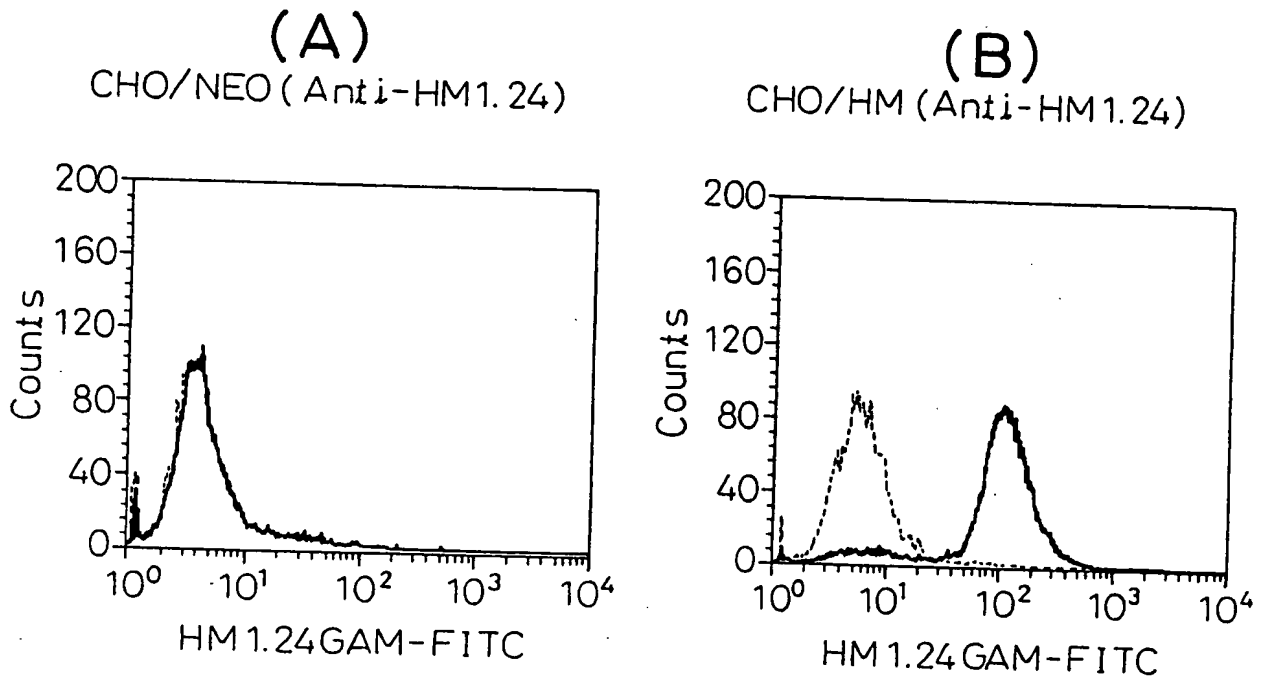 (A)
CHO/NEO (Anti-HM1.24)
200
160
120
80
40
0
Counts
10⁰ 10¹ 10² 10³ 10⁴
HM1.24GAM-FITC
(B)
CHO/HM (Anti-HM1.24)
200
160
120
80
40
0
Counts
10⁰ 10¹ 10² 10³ 10⁴
HM1.24GAM-FITC